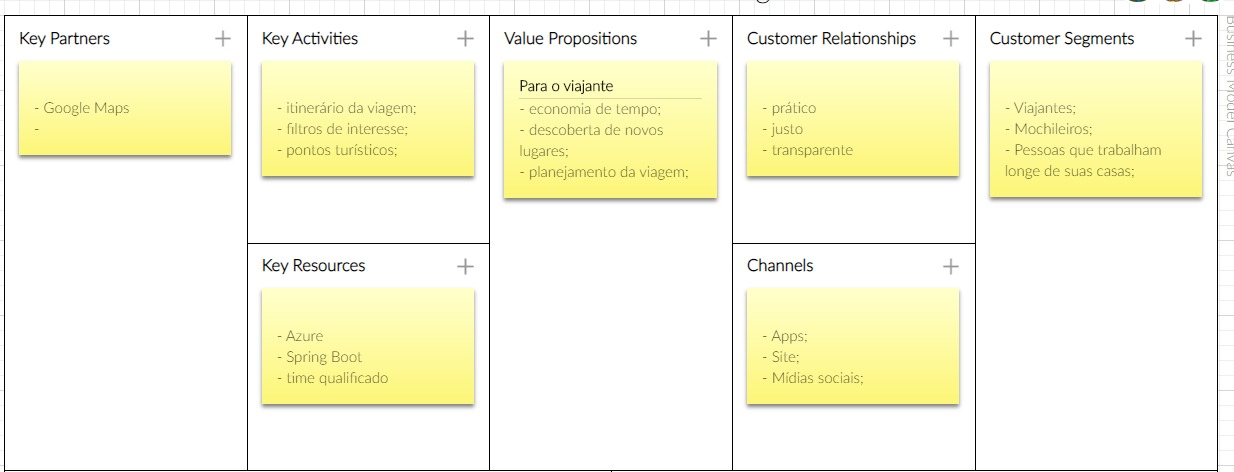 Key Partners
- Google Maps
-
Key Activities
- itinerário da viagem;
- filtros de interesse;
- pontos turísticos;
Key Resources
- Azure
- Spring Boot
- time qualificado
Value Propositions
Para o viajante
- economia de tempo;
- descoberta de novos
lugares;
- planejamento da viagem;
Customer Relationships
- prático
- justo
- transparente
Channels
- Apps;
- Site;
- Mídias sociais;
Customer Segments
- Viajantes;
- Mochileiros;
- Pessoas que trabalham
longe de suas casas;
Business Model Canvas